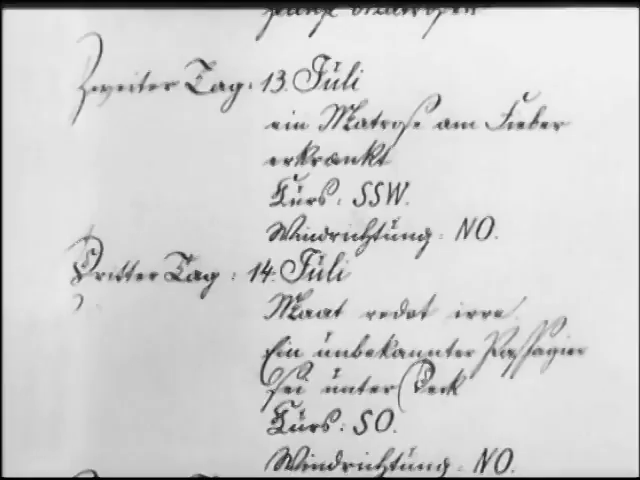 Zweiter Tag: 13. Juli
ein Matrose am Fieber
erkrankt
Kurs: SSW.
Windrichtung: NO.
Dritter Tag: 14. Juli
Maat redet irre.
Ein unbekannter Passagier
sei unter Deck
Kurs: SO.
Windrichtung: NO.